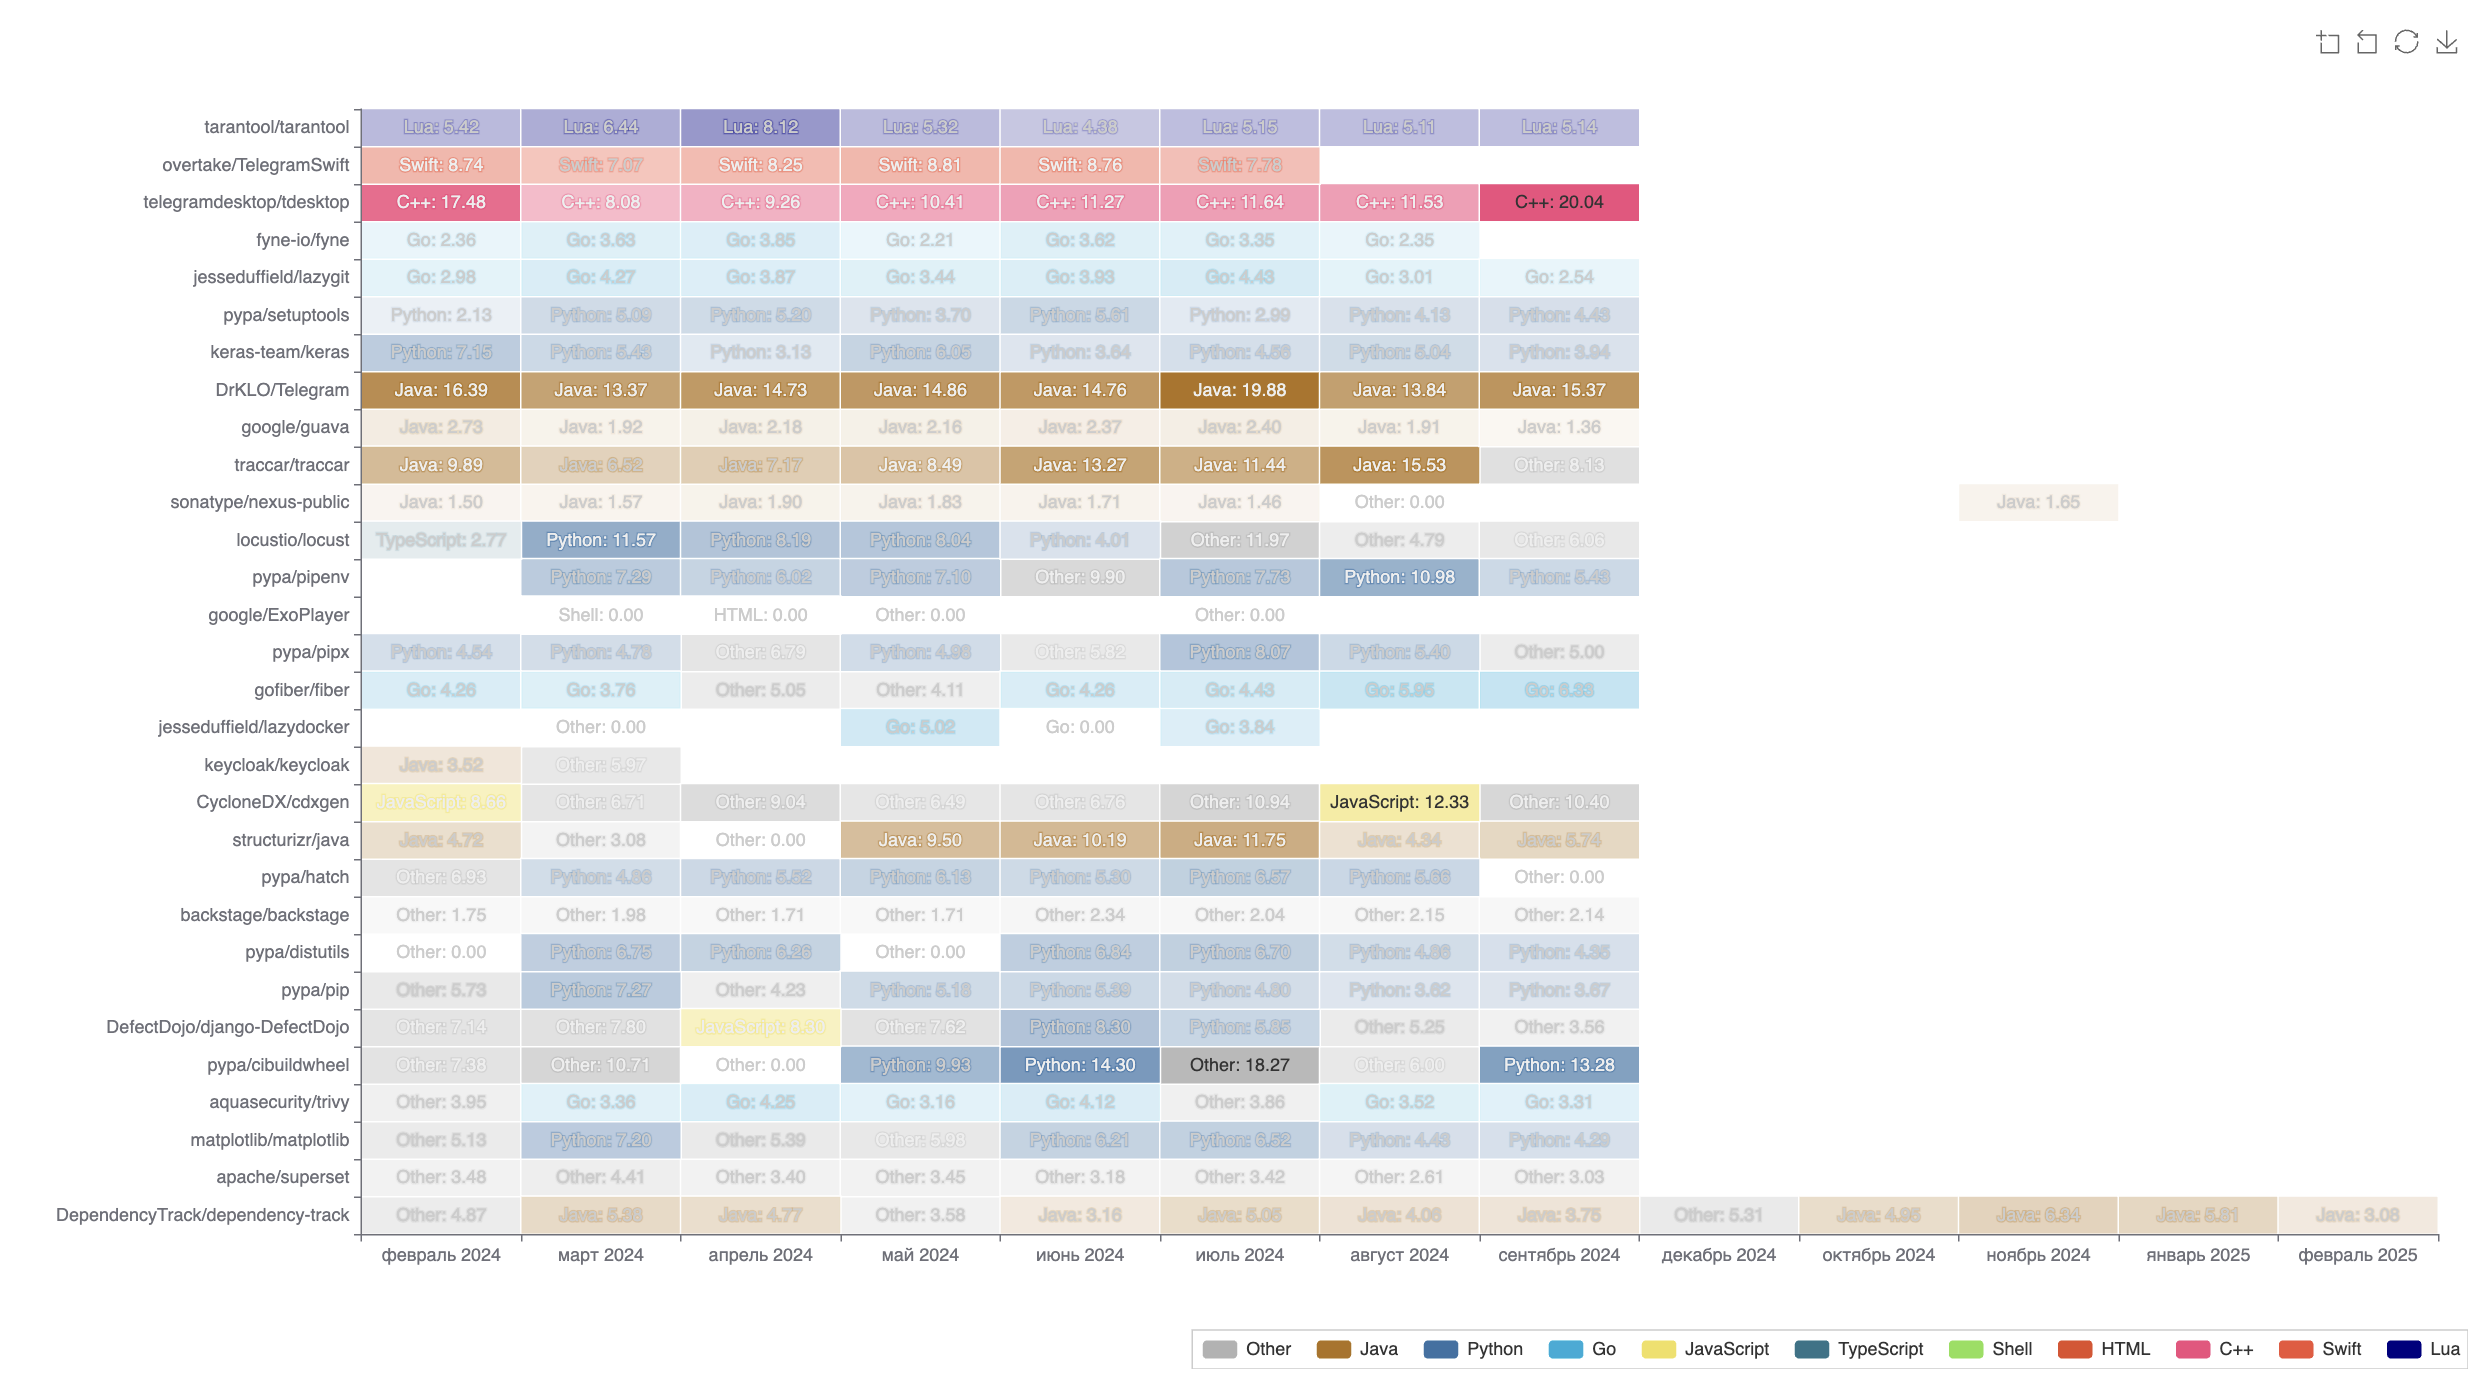 tarantool/tarantool Lua: 5.42 Lua: 6.44 Lua: 8.12 Lua: 5.32 Lua: 4.38 Lua: 5.15 Lua: 5.11 Lua: 5.14
overtake/TelegramSwift Swift: 8.74 Swift: 7.07 Swift: 8.25 Swift: 8.81 Swift: 8.76 Swift: 7.78
telegramdesktop/tdesktop C++: 17.48 C++: 8.08 C++: 9.26 C++: 10.41 C++: 11.27 C++: 11.64 C++: 11.53 C++: 20.04
fyne-io/fyne Go: 2.36 Go: 3.63 Go: 3.85 Go: 2.21 Go: 3.62 Go: 3.35 Go: 2.35
jesseduffield/lazygit Go: 2.98 Go: 4.27 Go: 3.87 Go: 3.44 Go: 3.93 Go: 4.43 Go: 3.01 Go: 2.54
pypa/setuptools Python: 2.13 Python: 5.09 Python: 5.20 Python: 3.70 Python: 5.61 Python: 2.99 Python: 4.13 Python: 4.43
keras-team/keras Python: 7.15 Python: 5.43 Python: 3.13 Python: 6.05 Python: 3.64 Python: 4.56 Python: 5.04 Python: 3.94
DrKLO/Telegram Java: 16.39 Java: 13.37 Java: 14.73 Java: 14.86 Java: 14.76 Java: 19.88 Java: 13.84 Java: 15.37
google/guava Java: 2.73 Java: 1.92 Java: 2.18 Java: 2.16 Java: 2.37 Java: 2.40 Java: 1.91 Java: 1.36
traccar/traccar Java: 9.89 Java: 6.52 Java: 7.17 Java: 8.49 Java: 13.27 Java: 11.44 Java: 15.53 Other: 8.13
sonatype/nexus-public Java: 1.50 Java: 1.57 Java: 1.90 Java: 1.83 Java: 1.71 Java: 1.46 Other: 0.00 Java: 1.65
locustio/locust TypeScript: 2.77 Python: 11.57 Python: 8.19 Python: 8.04 Python: 4.01 Other: 11.97 Other: 4.79 Other: 6.06
pypa/pipenv Python: 7.29 Python: 6.02 Python: 7.10 Other: 9.90 Python: 7.73 Python: 10.98 Python: 5.43
google/ExoPlayer Shell: 0.00 HTML: 0.00 Other: 0.00 Other: 0.00
pypa/pipx Python: 4.54 Python: 4.78 Other: 6.79 Python: 4.98 Other: 5.82 Python: 8.07 Python: 5.40 Other: 5.00
gofiber/fiber Go: 4.26 Go: 3.76 Other: 5.05 Other: 4.11 Go: 4.26 Go: 4.43 Go: 5.95 Go: 6.33
jesseduffield/lazydocker Other: 0.00 Go: 5.02 Go: 0.00 Go: 3.84
keycloak/keycloak Java: 3.52 Other: 5.97
CycloneDX/cdxgen JavaScript: Other: 6.71 Other: 9.04 Other: 6.49 Other: 6.76 Other: 10.94 JavaScript: 12.33 Other: 10.40
structurizr/java Java: 4.72 Other: 3.08 Other: 0.00 Java: 9.50 Java: 10.19 Java: 11.75 Java: 4.34 Java: 5.74
pypa/hatch Other: 6.93 Python: 4.86 Python: 5.52 Python: 6.13 Python: 5.30 Python: 6.57 Python: 5.66 Other: 0.00
backstage/backstage Other: 1.75 Other: 1.98 Other: 1.71 Other: 1.71 Other: 2.34 Other: 2.04 Other: 2.15 Other: 2.14
pypa/distutils Other: 0.00 Python: 6.75 Python: 6.26 Other: 0.00 Python: 6.84 Python: 6.70 Python: 4.86 Python: 4.35
pypa/pip Other: 5.73 Python: 7.27 Other: 4.23 Python: 5.18 Python: 5.39 Python: 4.80 Python: 3.62 Python: 3.67
DefectDojo/django-DefectDojo Other: 7.14 Other: 7.80 JavaScript: Other: 7.62 Python: 8.30 Python: 5.85 Other: 5.25 Other: 3.56
pypa/cibuildwheel Other: 7.38 Other: 10.71 Other: 0.00 Python: 9.93 Python: 14.30 Other: 18.27 Other: 6.00 Python: 13.28
aquasecurity/trivy Other: 3.95 Go: 3.36 Go: 4.25 Go: 3.16 Go: 4.12 Other: 3.86 Go: 3.52 Go: 3.31
matplotlib/matplotlib Other: 5.13 Python: 7.20 Other: 5.39 Other: 5.98 Python: 6.21 Python: 6.52 Python: 4.43 Python: 4.29
apache/superset Other: 3.48 Other: 4.41 Other: 3.40 Other: 3.45 Other: 3.18 Other: 3.42 Other: 2.61 Other: 3.03
DependencyTrack/dependency-track Other: 4.87 Java: Java: 4.77 Other: 3.58 Java: 3.16 Java: 5.05 Java: 4.06 Java: 3.75 Other: 5.31 Java: 4.95 Java: 6.34 Java: 5.81 Java: 3.08
февраль 2024 март 2024 апрель 2024 май 2024 июнь 2024 июль 2024 август 2024 сентябрь 2024 декабрь 2024 октябрь 2024 ноябрь 2024 январь 2025 февраль 2025
Other Java Python Go JavaScript TypeScript Shell HTML C++ Swift Lua